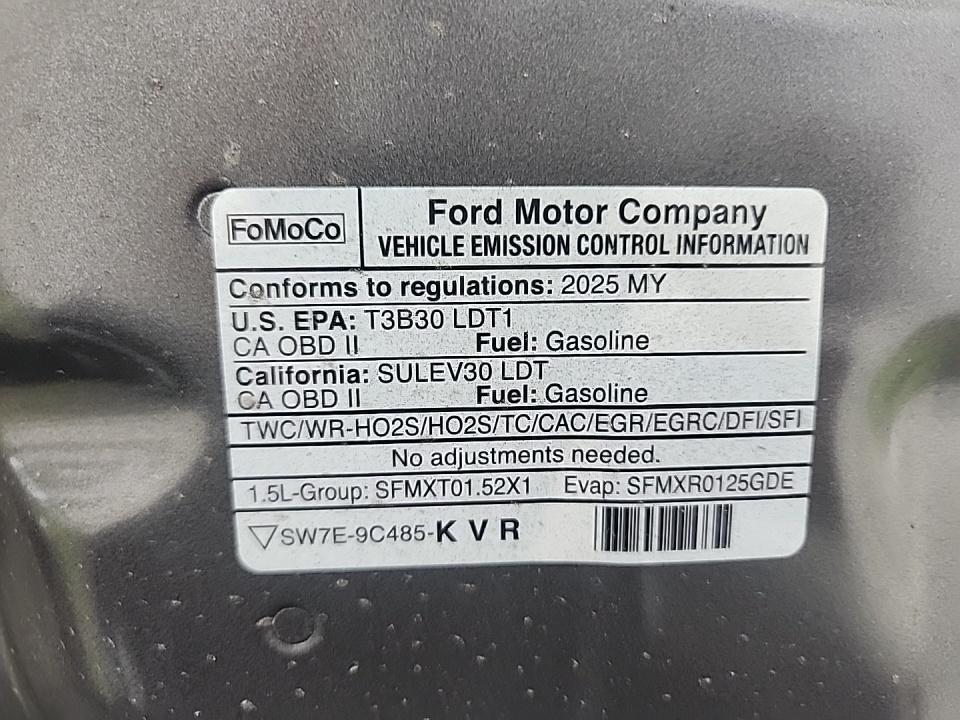 FoMoCo
Ford Motor Company
VEHICLE EMISSION CONTROL INFORMATION
Conforms to regulations: 2025 MY
U.S. EPA: T3B30 LDT1
CA OBD II Fuel: Gasoline
California: SULEV30 LDT
CA OBD II Fuel: Gasoline
TWC/WR-HO2S/HO2S/TC/CAC/EGR/EGRC/DFI/SFI
No adjustments needed.
1.5L-Group: SFMXT01.52X1 Evap: SFMXR0125GDE
SW7E-9C485-K V R